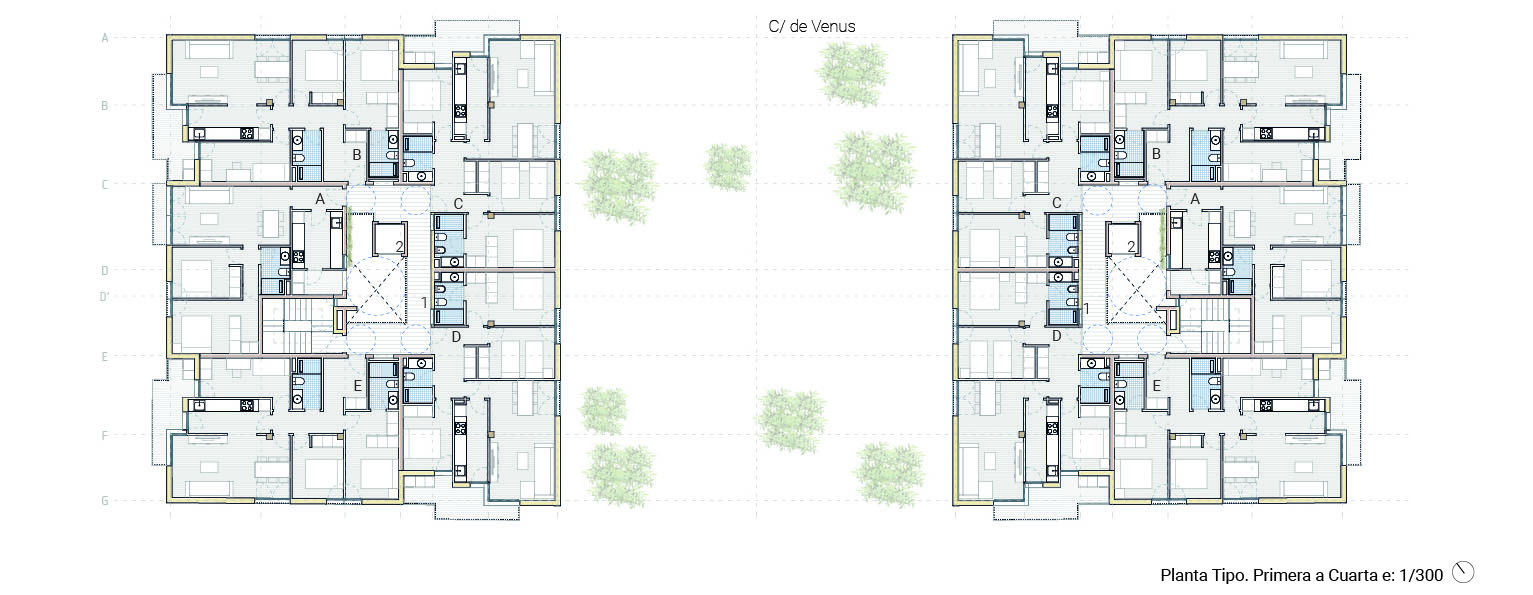 C/ de Venus
A
B
B
B
C
A
A
C
C
2
2
D
D'
1
1
E
D
D
E
E
F
G
Planta Tipo. Primera a Cuarta e: 1/300